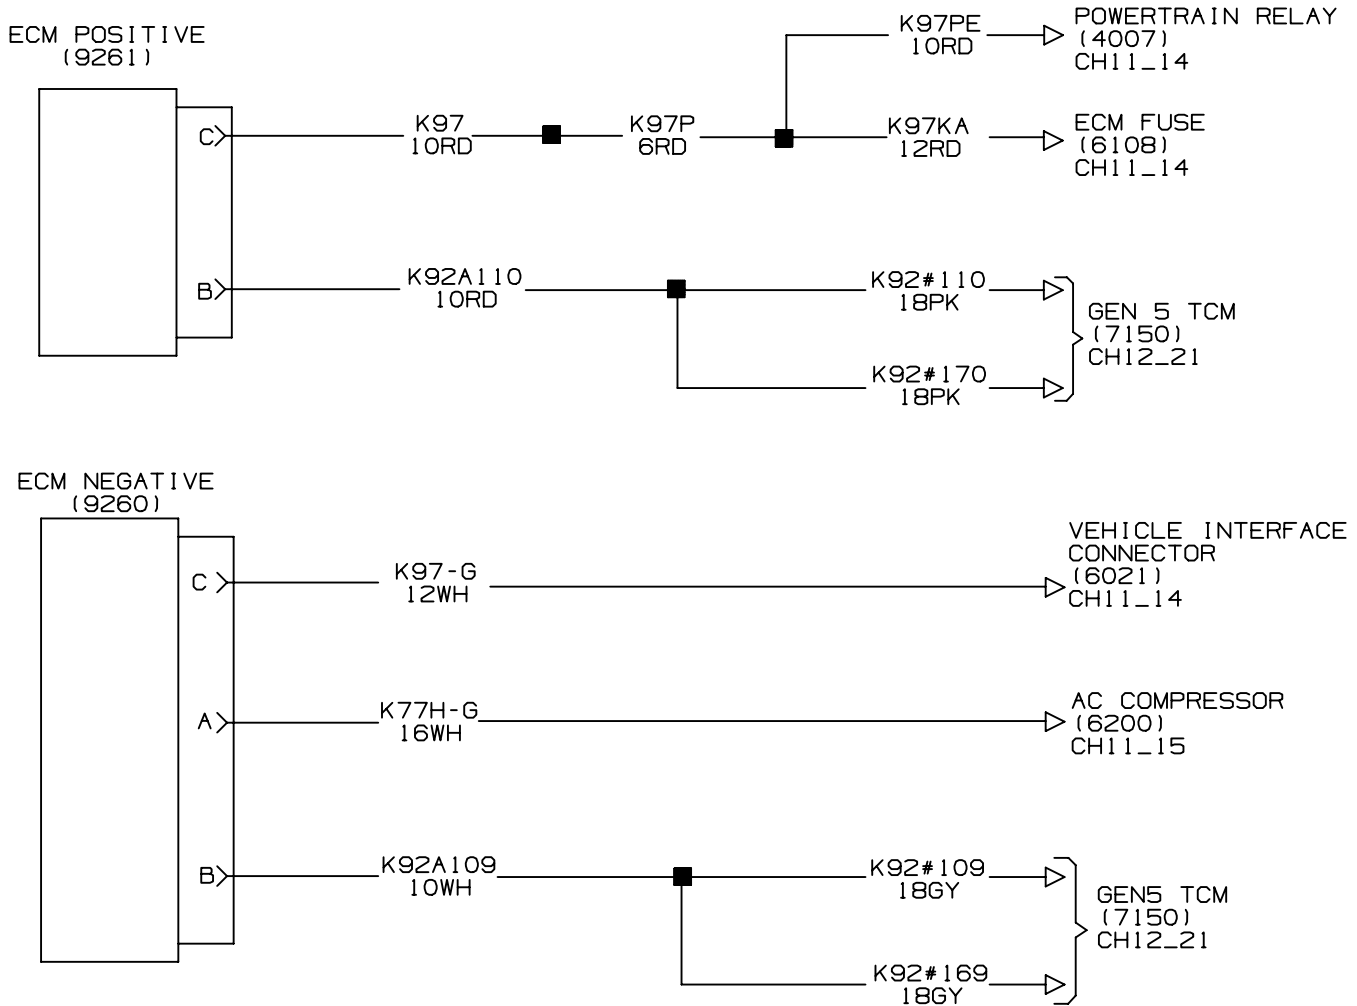 ECM POSITIVE
(9261)
C
K97
10RD
K97P
6RD
K97PE
10RD
POWERTRAIN RELAY
(4007)
CH11_14
K97KA
12RD
ECM FUSE
(6108)
CH11_14
B
K92A110
10RD
K92#110
18PK
K92#170
18PK
GEN 5 TCM
(7150)
CH12_21
ECM NEGATIVE
(9260)
C
K97-G
12WH
VEHICLE INTERFACE
CONNECTOR
(6021)
CH11_14
A
K77H-G
16WH
AC COMPRESSOR
(6200)
CH11_15
B
K92A109
10WH
K92#109
18GY
K92#169
18GY
GEN5 TCM
(7150)
CH12_21